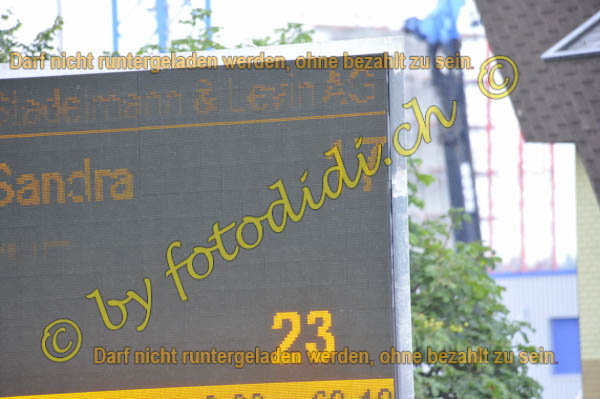 Darf nicht runtergeladen werden, ohne bezahlt zu sein.
Stadelmann & Levin AG
Sandra 17
© by fotodidi.ch ©
23
Darf nicht runtergeladen werden, ohne bezahlt zu sein.